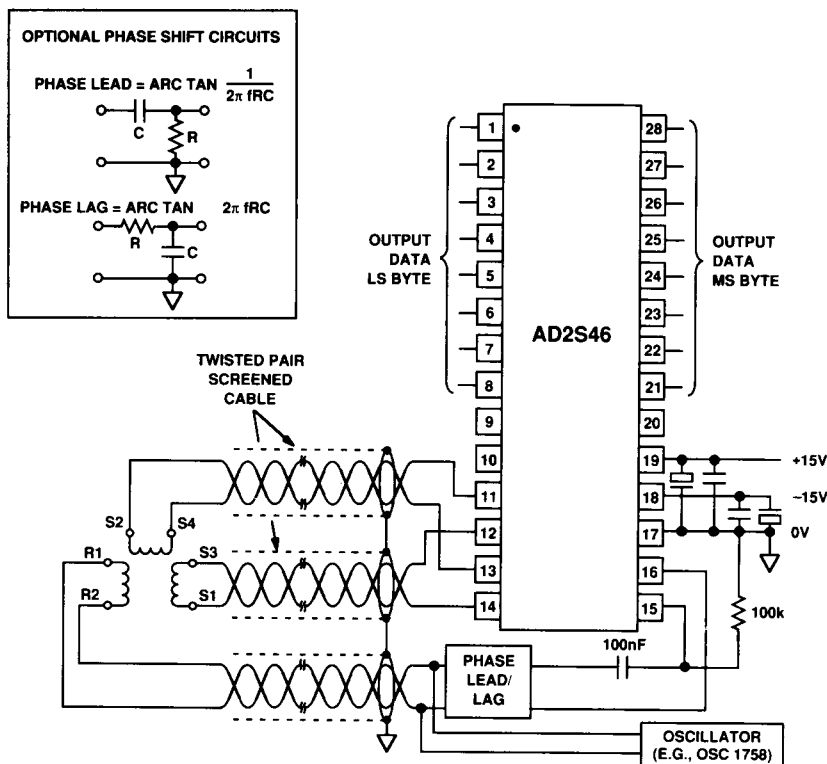 OPTIONAL PHASE SHIFT CIRCUITS
PHASE LEAD = ARC TAN 1
2π fRC
C
R
PHASE LAG = ARC TAN 2π fRC
R
C
OUTPUT
DATA
LS BYTE
1
2
3
4
5
6
7
8
9
10
11
12
13
14
AD2S46
28
27
26
25
24
23
22
21
20
19
18
17
16
15
OUTPUT
DATA
MS BYTE
+15V
–15V
0V
100k
100nF
TWISTED PAIR
SCREENED
CABLE
S2
S4
R1
S3
R2
S1
PHASE
LEAD/
LAG
OSCILLATOR
(E.G., OSC 1758)